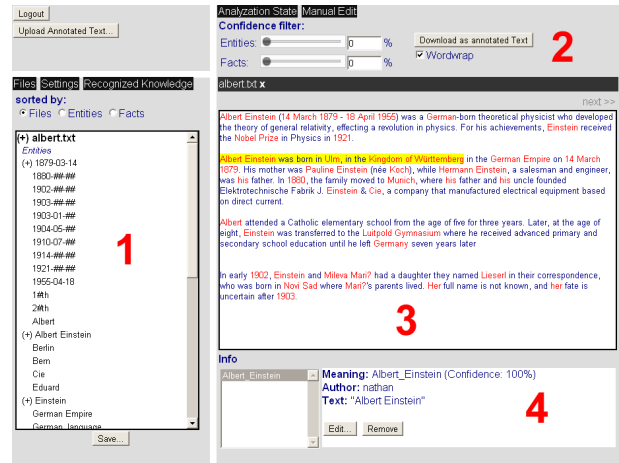 Logout
Upload Annotated Text...
Files Settings Recognized Knowledge
sorted by:
Files Entities Facts
(+) albert.txt
Entities
(+) 1879-03-14
1880-##-##
1902-##-##
1903-##-##
1903-01-##
1904-05-##
1910-07-##
1914-##-##
1921-##-##
1955-04-18
1#th
2#th
Albert
(+) Albert Einstein
Berlin
Bern
Cie
Eduard
(+) Einstein
German Empire
German_language
Save...
1
Analyzation State Manual Edit
Confidence filter:
Entities: 0 %
Facts: 0 %
Download as annotated Text
Wordwrap
2
albert.txt x
next >>
Albert Einstein (14 March 1879 - 18 April 1955) was a German-born theoretical physicist who developed
the theory of general relativity, effecting a revolution in physics. For his achievements, Einstein received
the Nobel Prize in Physics in 1921.
Albert Einstein was born in Ulm, in the Kingdom of Württemberg in the German Empire on 14 March
1879. His mother was Pauline Einstein (née Koch), while Hermann Einstein, a salesman and engineer,
was his father. In 1880, the family moved to Munich, where his father and his uncle founded
Elektrotechnische Fabrik J. Einstein & Cie, a company that manufactured electrical equipment based
on direct current.
Albert attended a Catholic elementary school from the age of five for three years. Later, at the age of
eight, Einstein was transferred to the Luitpold Gymnasium where he received advanced primary and
secondary school education until he left Germany seven years later
In early 1902, Einstein and Mileva Mari? had a daughter they named Lieserl in their correspondence,
who was born in Novi Sad where Mari?'s parents lived. Her full name is not known, and her fate is
uncertain after 1903.
3
Info
Albert_Einstein
Meaning: Albert_Einstein (Confidence: 100%)
Author: nathan
Text: "Albert Einstein"
Edit... Remove
4